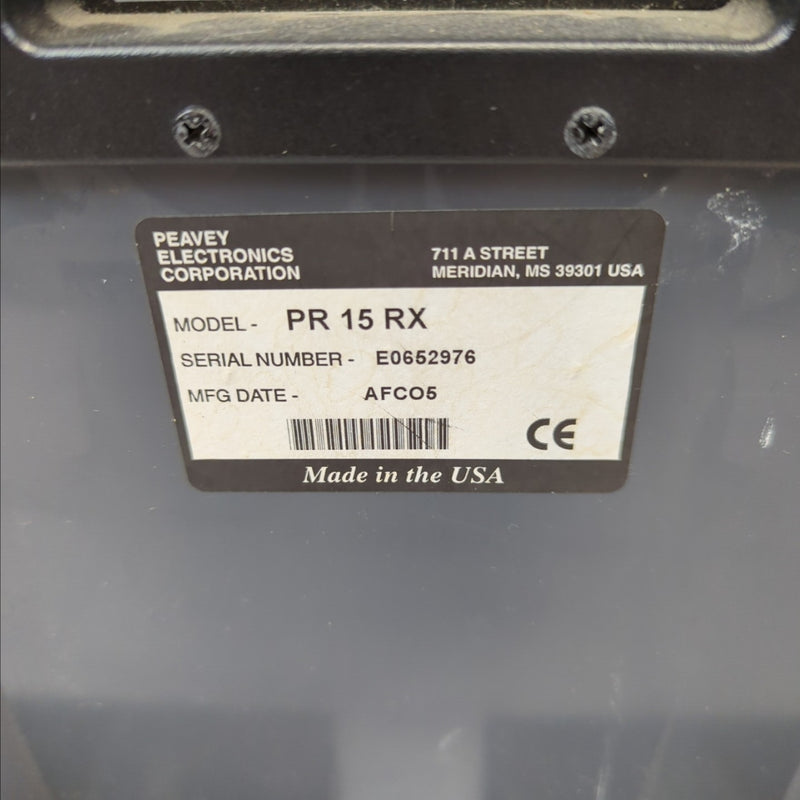 PEAVEY
ELECTRONICS
CORPORATION
711 A STREET
MERIDIAN, MS 39301 USA
MODEL - PR 15 RX
SERIAL NUMBER - E0652976
MFG DATE - AFCO5
CE
Made in the USA